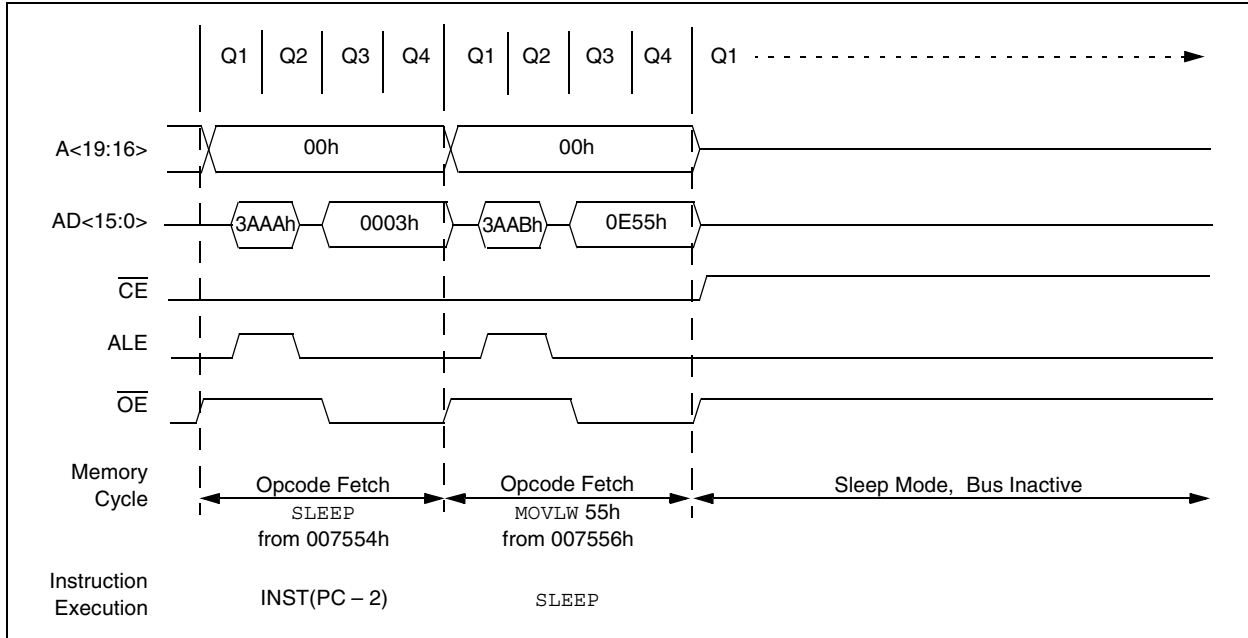 Q1 Q2 Q3 Q4 Q1 Q2 Q3 Q4 Q1
A<19:16> 00h 00h
AD<15:0> 3AAAh 0003h 3AABh 0E55h
CE
ALE
OE
Memory
Cycle
Opcode Fetch
SLEEP
from 007554h
Opcode Fetch
MOVLW 55h
from 007556h
Sleep Mode, Bus Inactive
Instruction
Execution
INST(PC – 2) SLEEP